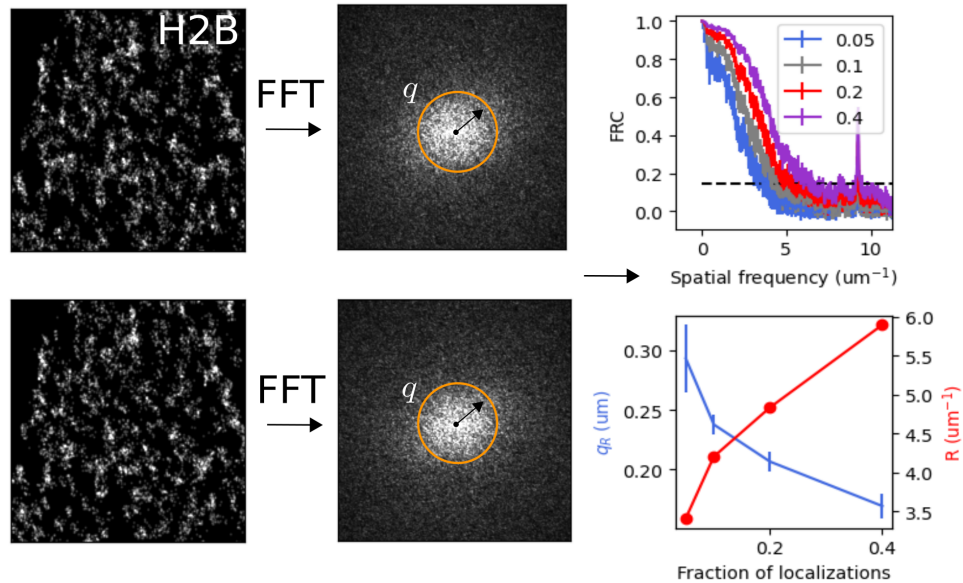 H2B
FFT
q
FFT
q
1.0
0.8
0.6
0.4
0.2
0.0
FRC
0.05
0.1
0.2
0.4
0
5
10
Spatial frequency (um⁻¹)
0.30
0.25
0.20
q_R (um)
6.0
5.5
5.0
4.5
4.0
3.5
R (um⁻¹)
0.2
0.4
Fraction of localizations